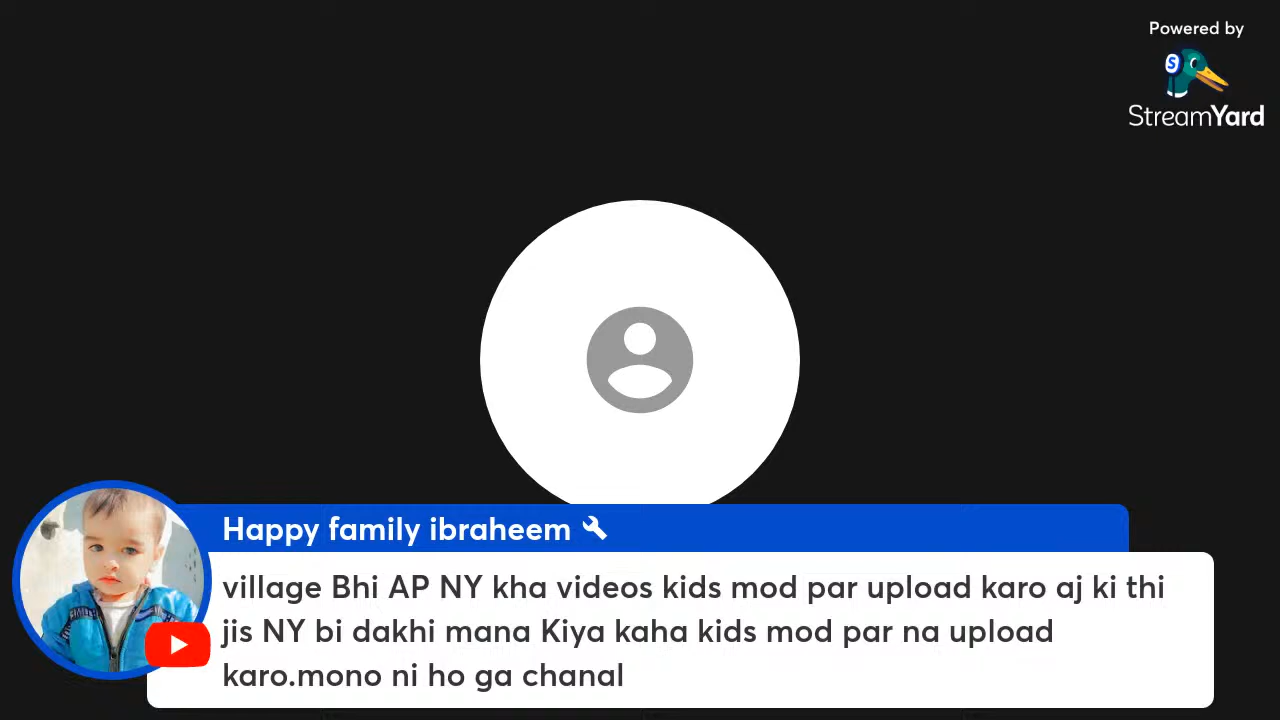 Powered by
StreamYard
Happy family ibraheem
village Bhi AP NY kha videos kids mod par upload karo aj ki thi
jis NY bi dakhi mana Kiya kaha kids mod par na upload
karo.mono ni ho ga chanal